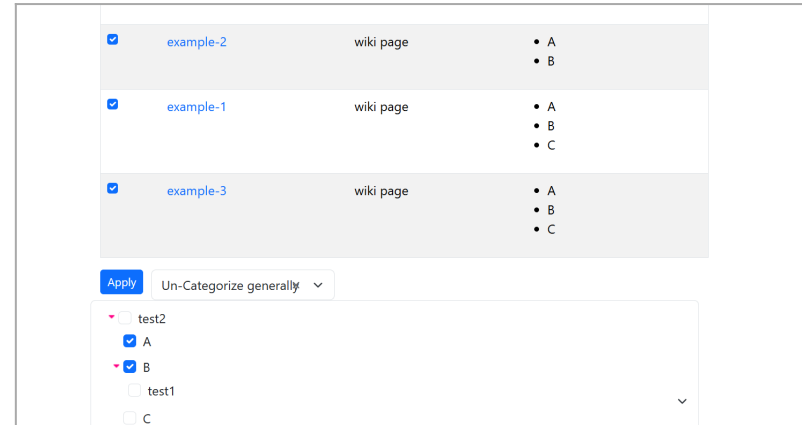 example-2 wiki page • A
• B
example-1 wiki page • A
• B
• C
example-3 wiki page • A
• B
• C
Apply Un-Categorize generally x
test2
A
B
test1
C